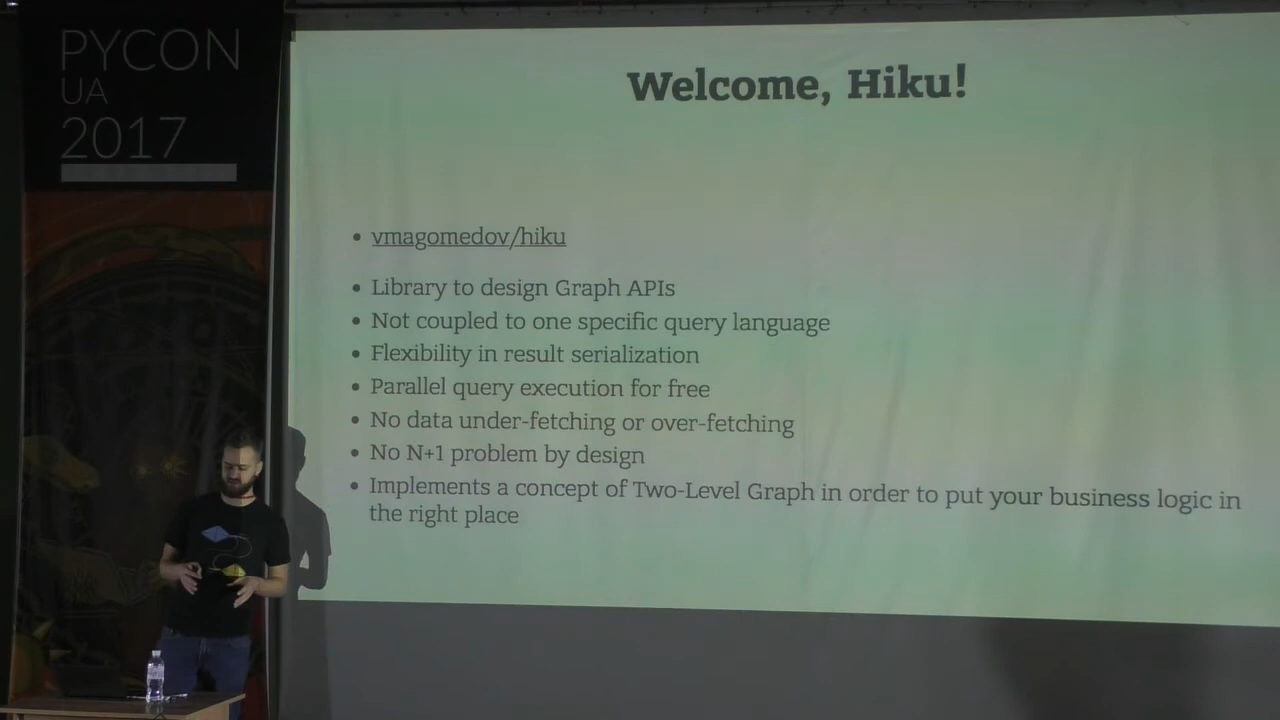 PYCON
UA
2017
Welcome, Hiku!
• vmagomedov/hiku
• Library to design Graph APIs
• Not coupled to one specific query language
• Flexibility in result serialization
• Parallel query execution for free
• No data under-fetching or over-fetching
• No N+1 problem by design
• Implements a concept of Two-Level Graph in order to put your business logic in
the right place